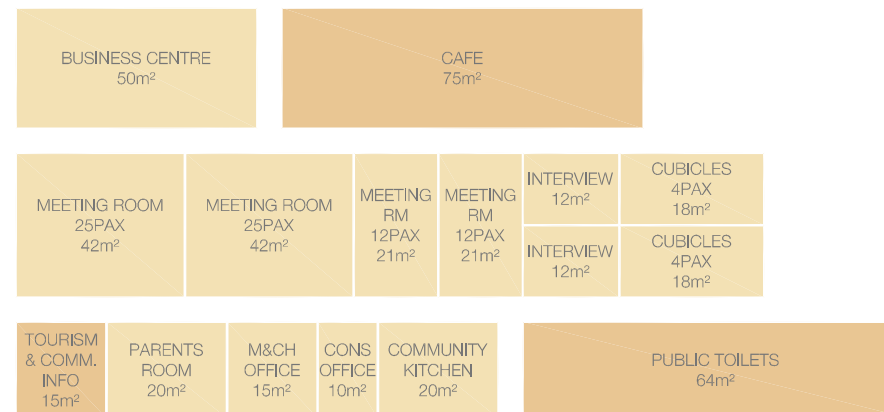 BUSINESS CENTRE
50m²
CAFE
75m²
MEETING ROOM
25PAX
42m²
MEETING ROOM
25PAX
42m²
MEETING
RM
12PAX
21m²
MEETING
RM
12PAX
21m²
INTERVIEW
12m²
CUBICLES
4PAX
18m²
INTERVIEW
12m²
CUBICLES
4PAX
18m²
TOURISM
& COMM.
INFO
15m²
PARENTS
ROOM
20m²
M&CH
OFFICE
15m²
CONS
OFFICE
10m²
COMMUNITY
KITCHEN
20m²
PUBLIC TOILETS
64m²